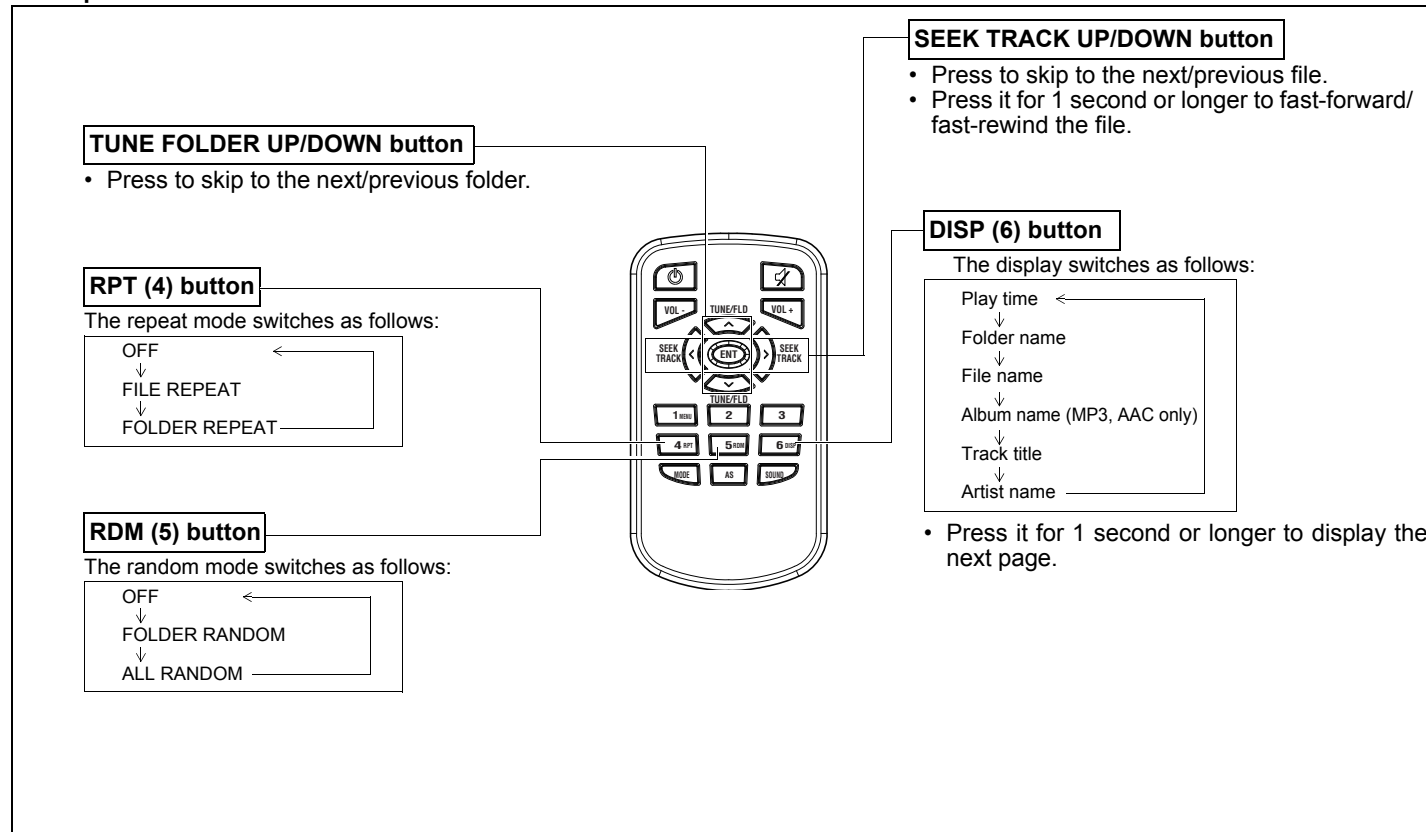 SEEK TRACK UP/DOWN button
• Press to skip to the next/previous file.
• Press it for 1 second or longer to fast-forward/
fast-rewind the file.
TUNE FOLDER UP/DOWN button
• Press to skip to the next/previous folder.
DISP (6) button
The display switches as follows:
Play time
Folder name
File name
Album name (MP3, AAC only)
Track title
Artist name
• Press it for 1 second or longer to display the
next page.
RPT (4) button
The repeat mode switches as follows:
OFF
FILE REPEAT
FOLDER REPEAT
RDM (5) button
The random mode switches as follows:
OFF
FOLDER RANDOM
ALL RANDOM
VOL - TUNE/FLD VOL +
SEEK
TRACK
ENT
SEEK
TRACK
TUNE/FLD
1 MENU 2 3
4 RPT 5 RDM 6 DISP
MODE AS SOUND